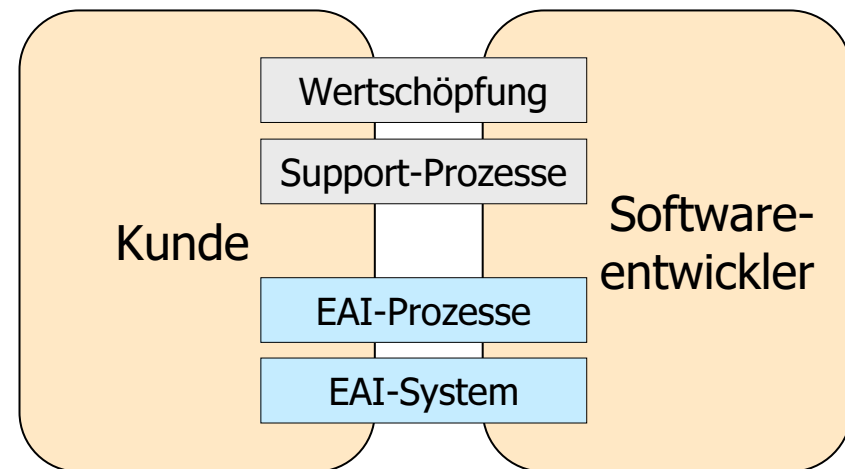 Wertschöpfung
Support-Prozesse
Kunde
Software-
entwickler
EAI-Prozesse
EAI-System